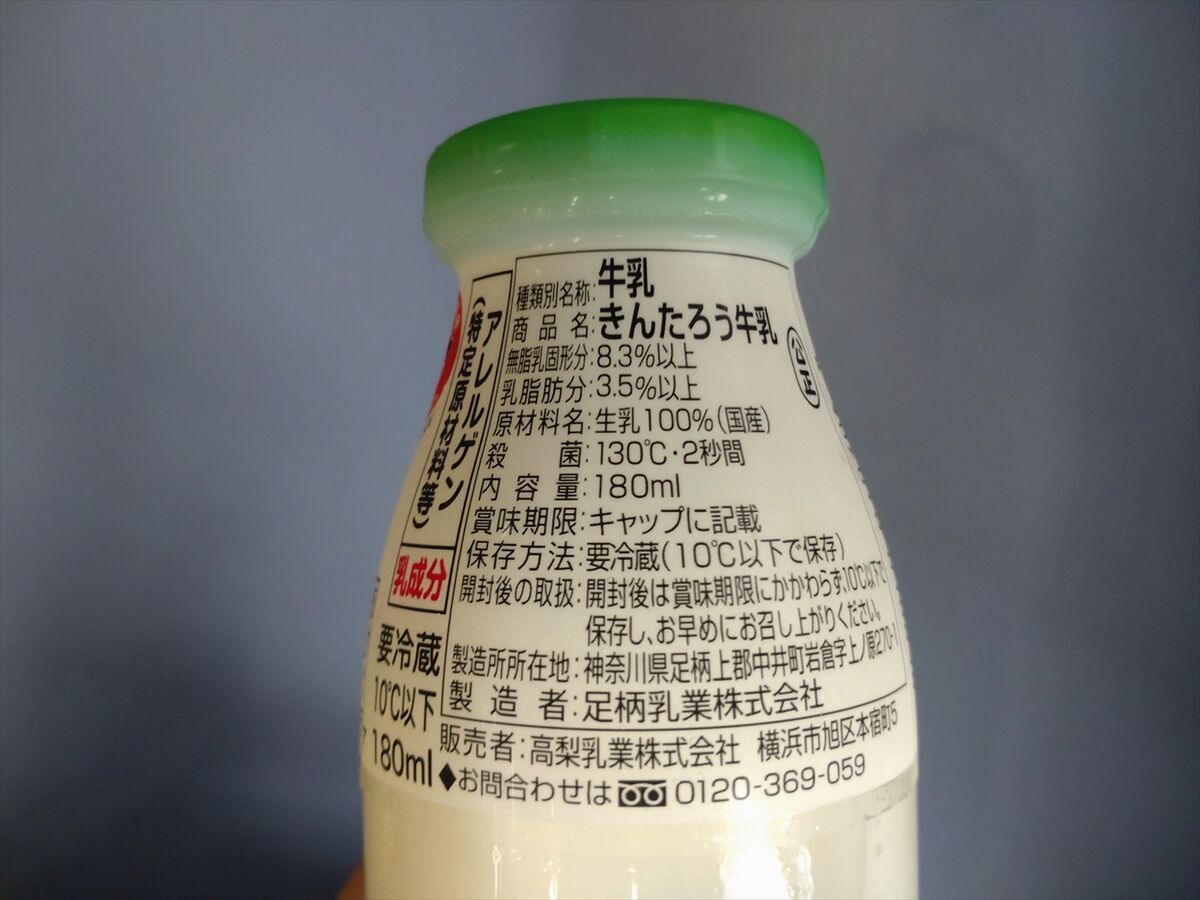 種類別名称:牛乳
商品名:きんたろう牛乳
無脂乳固形分:8.3%以上
乳脂肪分:3.5%以上
原材料名:生乳100%(国産)
殺菌:130℃・2秒間
内容量:180ml
賞味期限:キャップに記載
保存方法:要冷蔵(10℃以下で保存)
開封後の取扱:開封後は賞味期限にかかわらず、10℃以下で
保存し、お早めにお召し上がりください。
製造所所在地:神奈川県足柄上郡中井町岩倉字上ノ原270-1
製造者:足柄乳業株式会社
公正
アレルゲン
(特定原材料等)
乳成分
要冷蔵
10℃以下
180ml
販売者:高梨乳業株式会社 横浜市旭区本宿町5
◆お問合わせは 0120-369-059